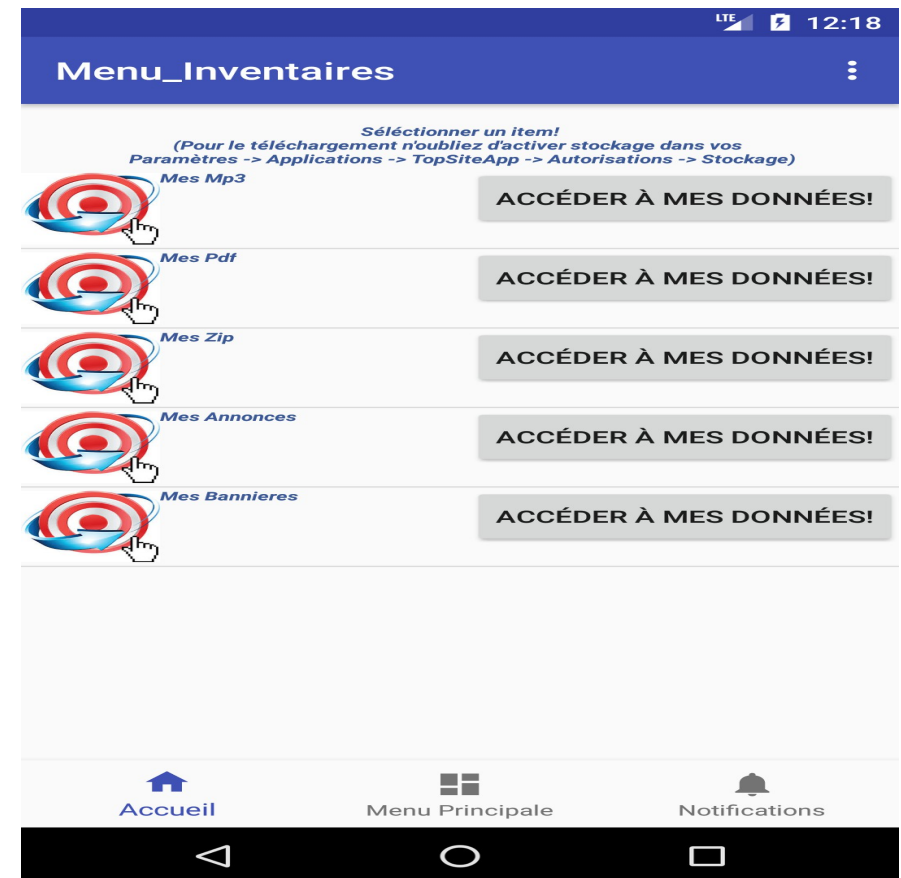 LTE 12:18
Menu_Inventaires
Séléctionner un item!
(Pour le téléchargement n'oubliez d'activer stockage dans vos
Paramètres -> Applications -> TopSiteApp -> Autorisations -> Stockage)
Mes Mp3
ACCÉDER À MES DONNÉES!
Mes Pdf
ACCÉDER À MES DONNÉES!
Mes Zip
ACCÉDER À MES DONNÉES!
Mes Annonces
ACCÉDER À MES DONNÉES!
Mes Bannieres
ACCÉDER À MES DONNÉES!
Accueil Menu Principale Notifications